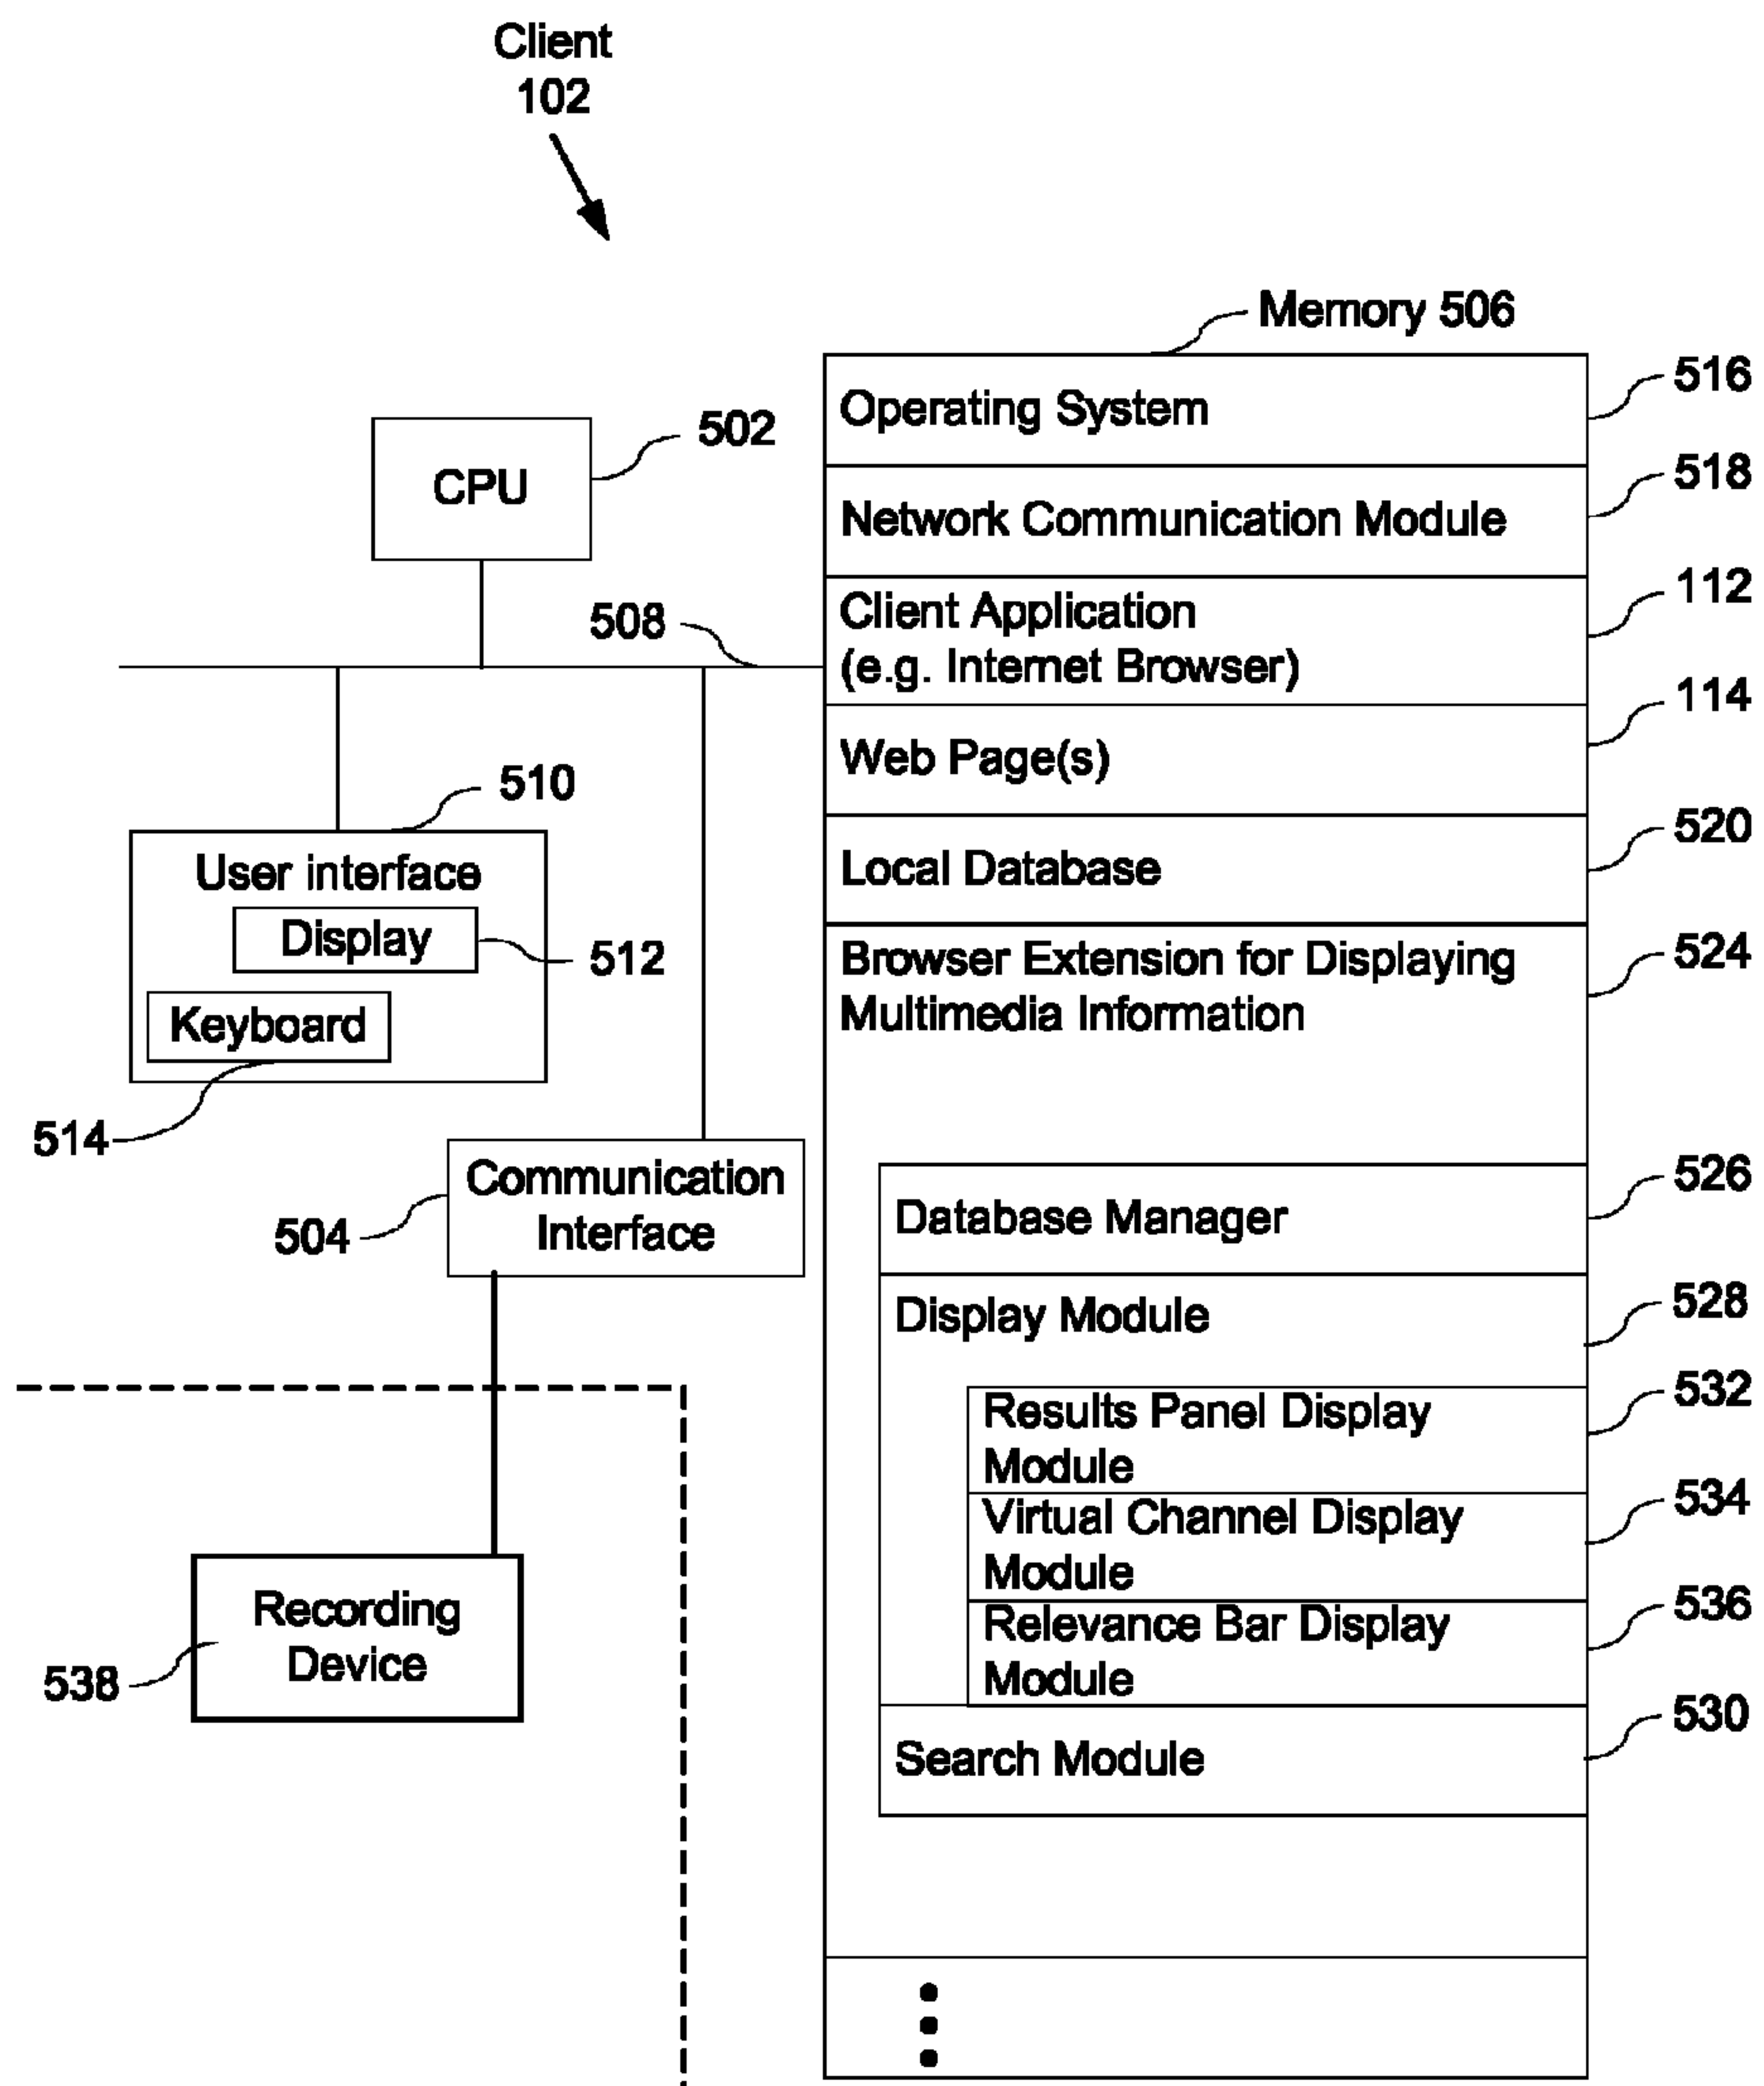 Client
102
Memory 506
Operating System
516
502
CPU
Network Communication Module
518
Client Application
(e.g. Internet Browser)
112
508
Web Page(s)
114
510
User interface
Display
512
Keyboard
514
Local Database
520
Browser Extension for Displaying
Multimedia Information
524
Communication
Interface
504
Database Manager
526
Display Module
528
Results Panel Display
Module
532
Virtual Channel Display
Module
534
Relevance Bar Display
Module
536
Recording
Device
538
Search Module
530